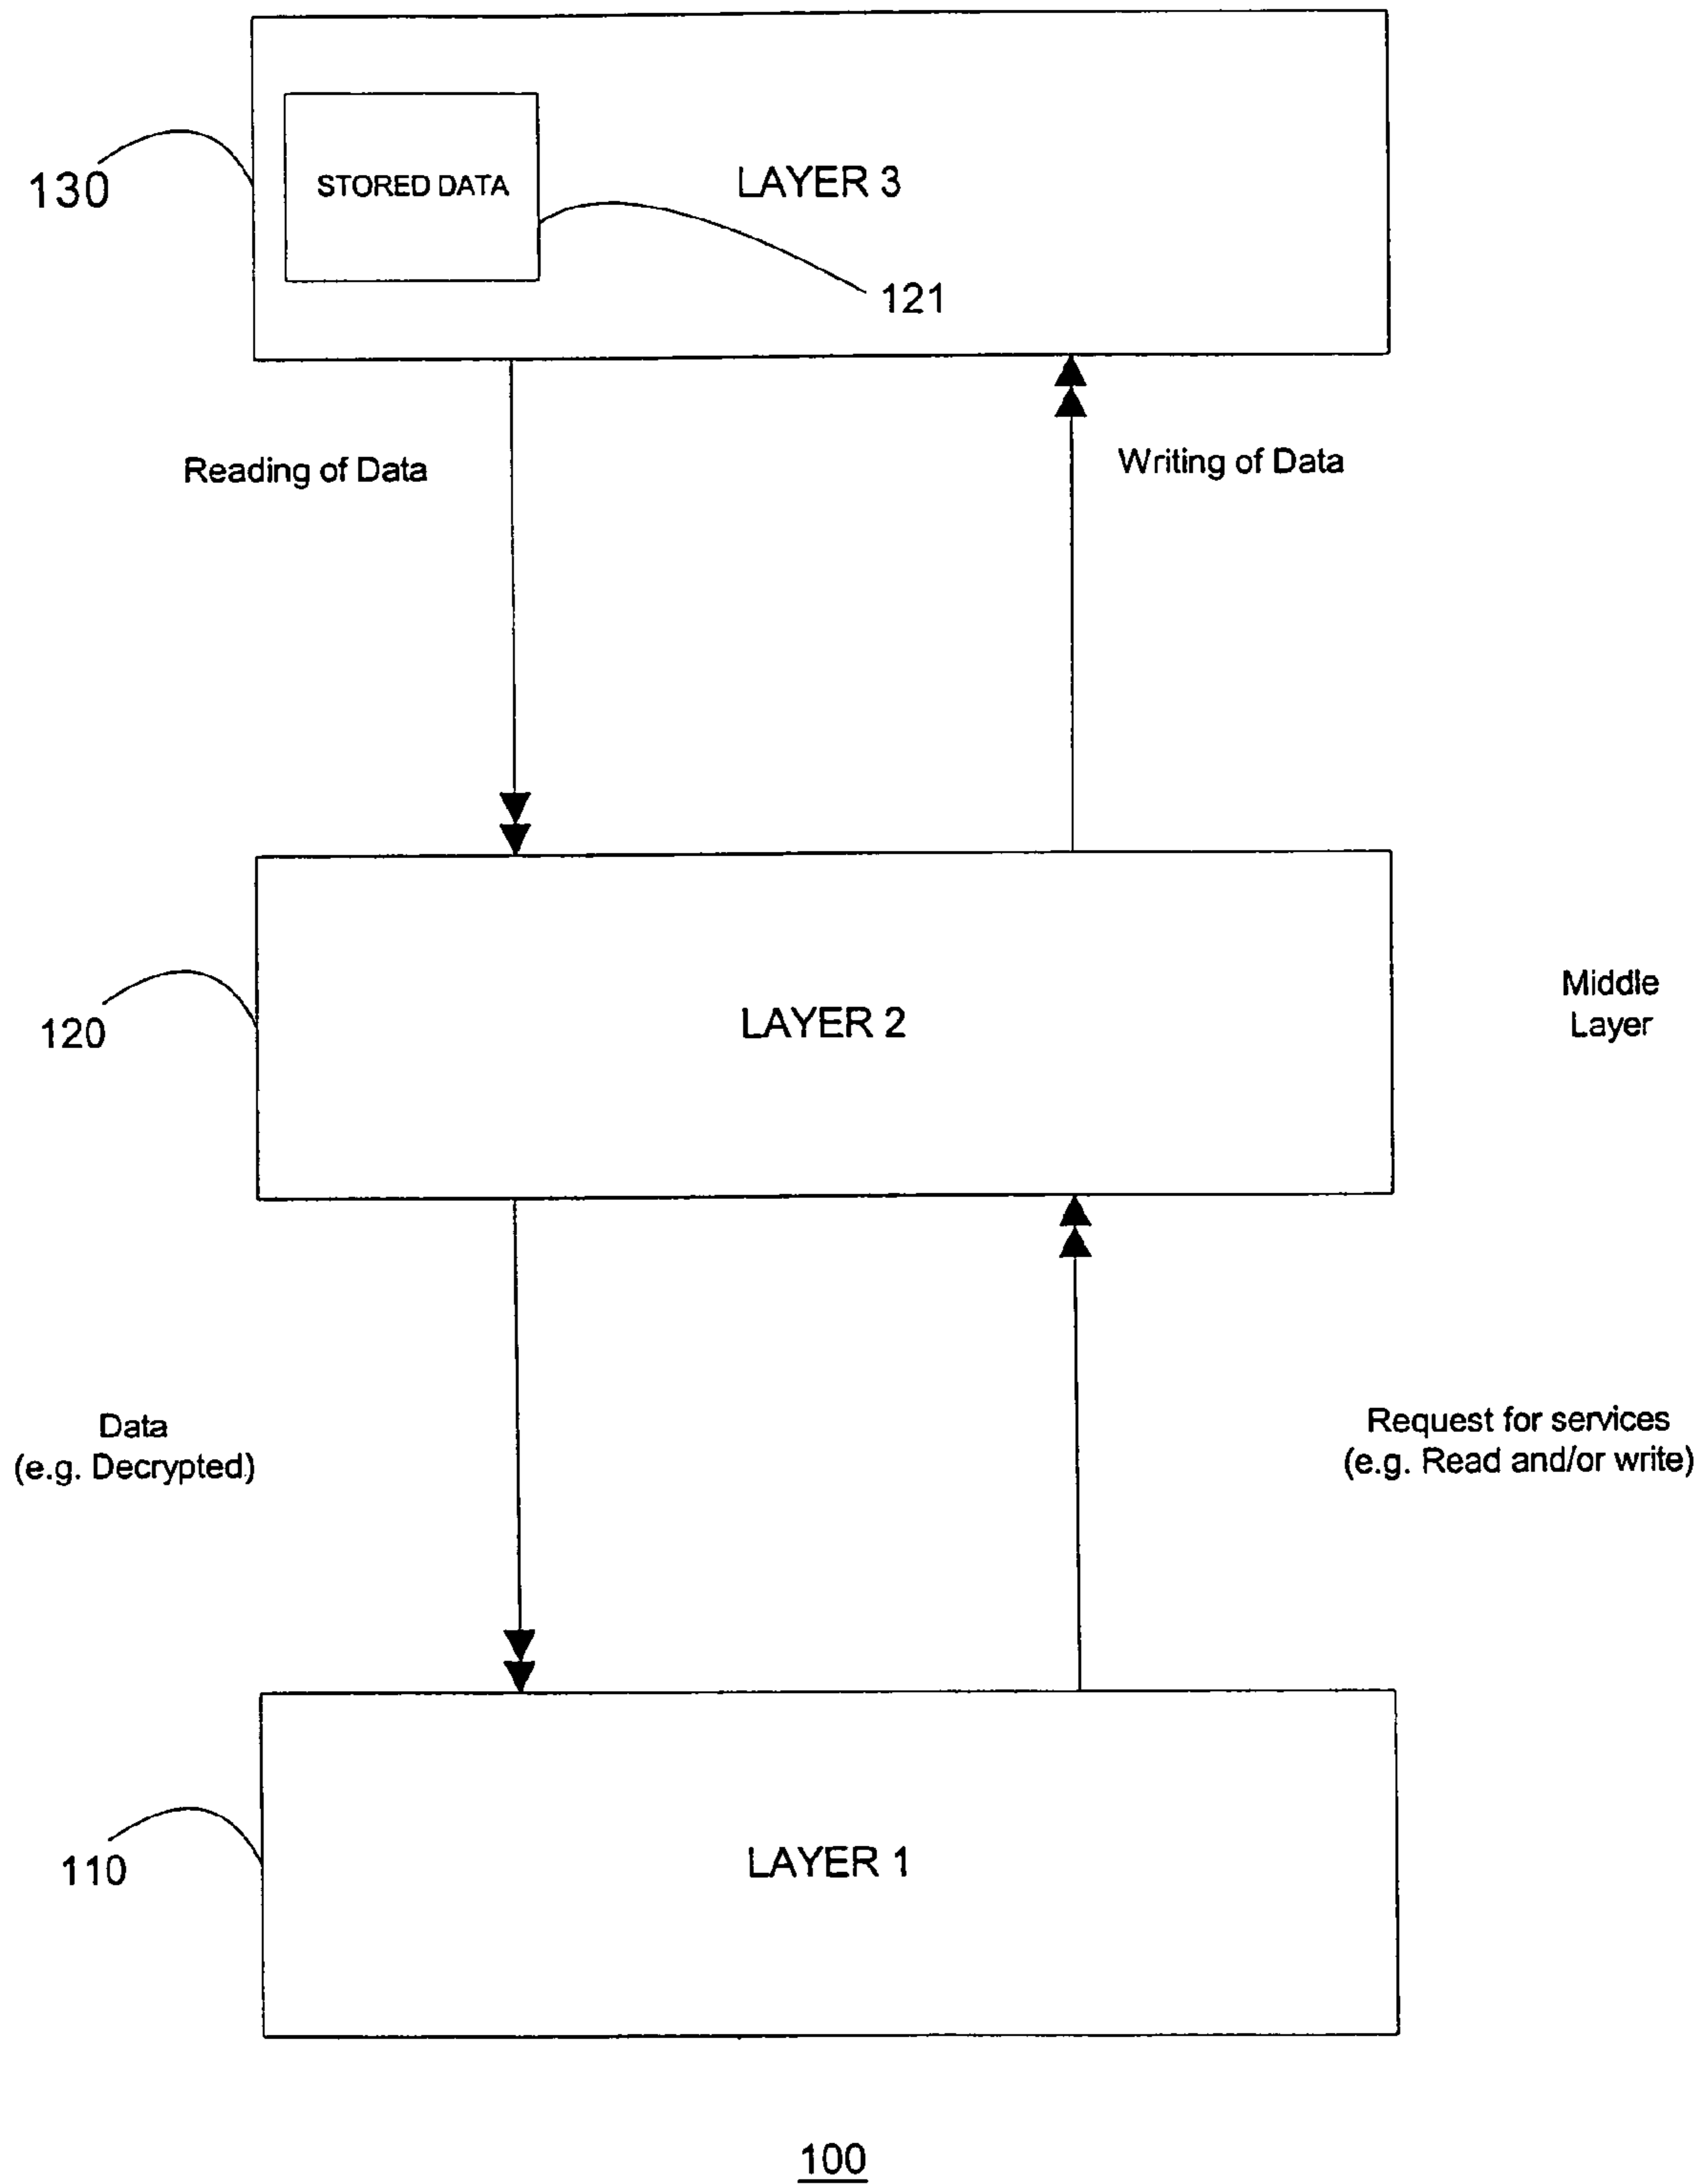 130
STORED DATA
LAYER 3
121
Reading of Data
Writing of Data
120
LAYER 2
Middle
Layer
Data
(e.g. Decrypted)
Request for services
(e.g. Read and/or write)
110
LAYER 1
100